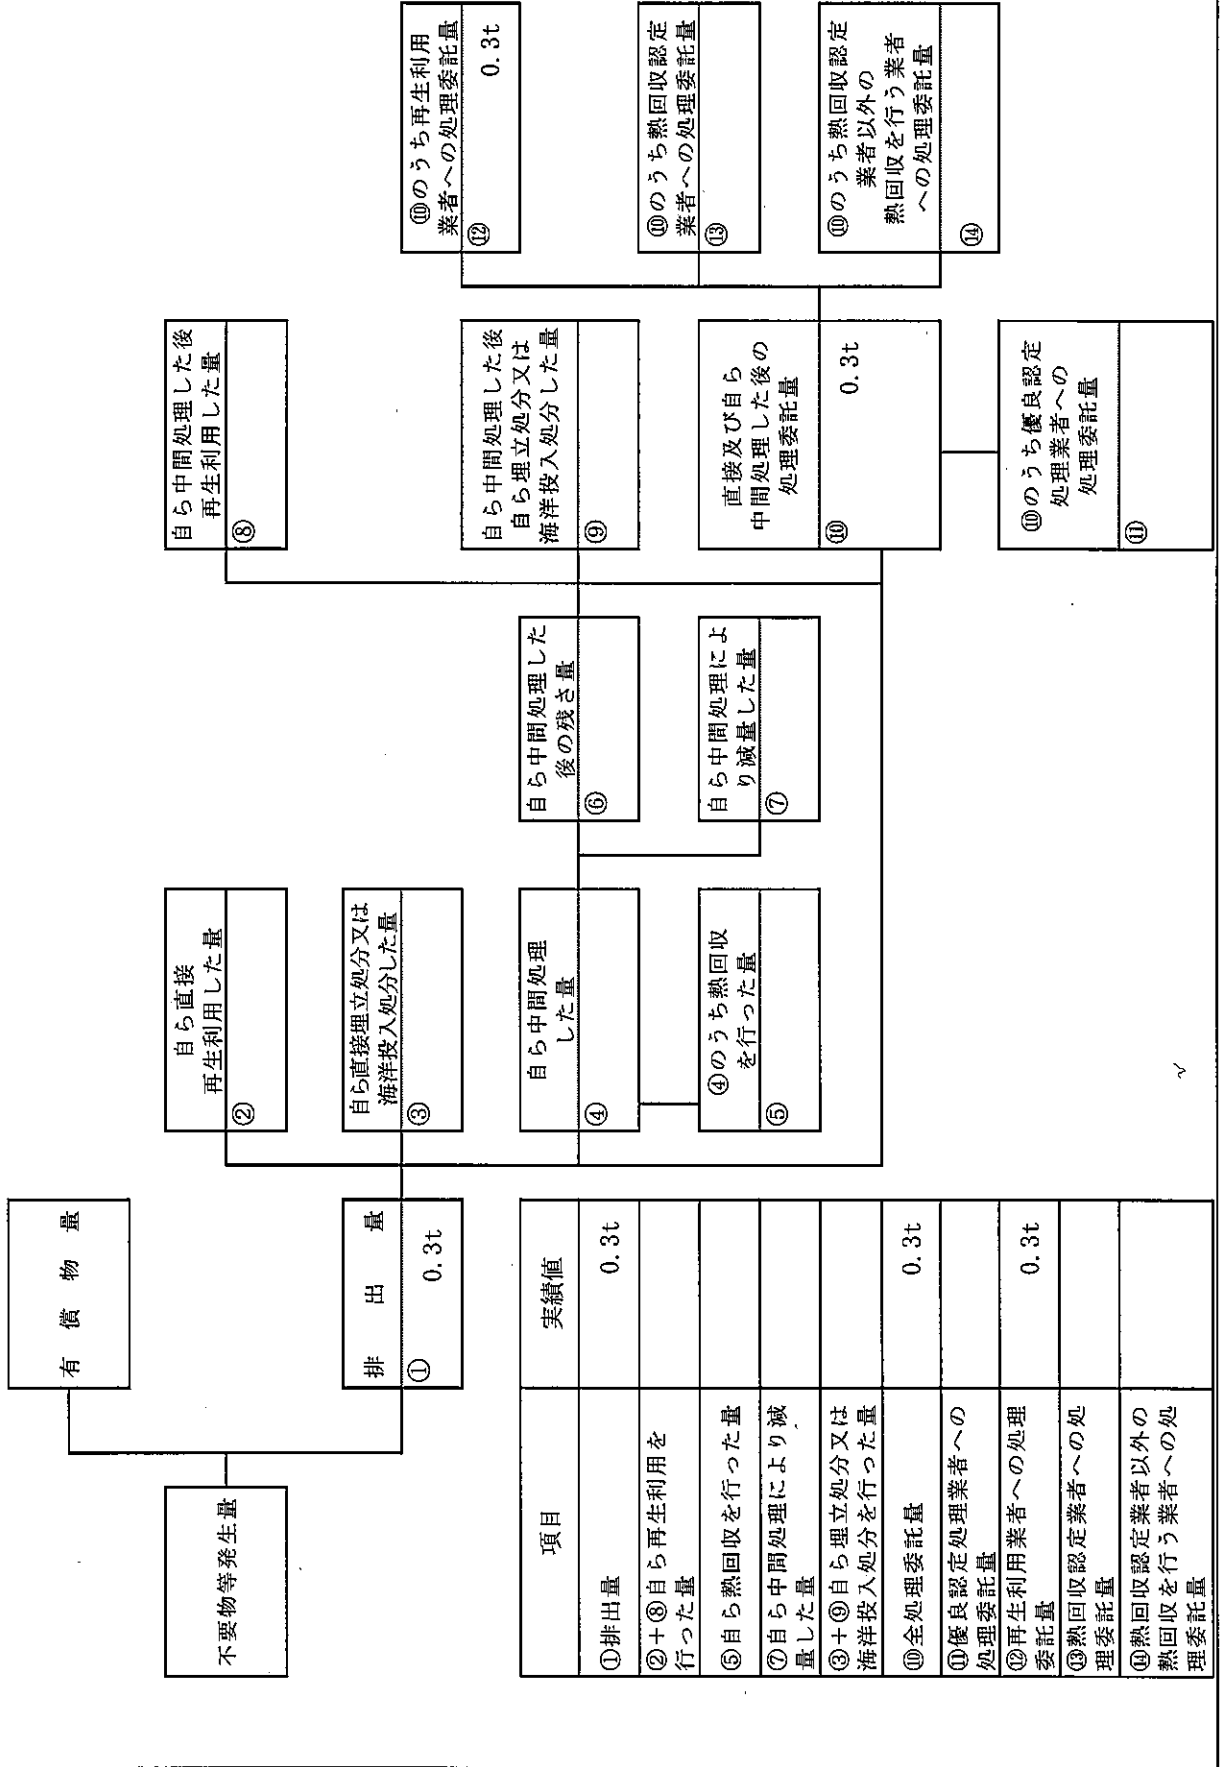 不要物等発生量
有償物量
排出量
①
0.3t
自ら直接
再生利用した量
②
自ら直接埋立処分又は
海洋投入処分した量
③
自ら中間処理
した量
④
④のうち熱回収
を行った量
⑤
自ら中間処理した
後の残さ量
⑥
自ら中間処理によ
り減量した量
⑦
自ら中間処理した後
再生利用した量
⑧
自ら中間処理した後
自ら埋立処分又は
海洋投入処分した量
⑨
直接及び自ら
中間処理した後の
処理委託量
⑩
0.3t
⑩のうち優良認定
処理業者への
処理委託量
⑪
⑩のうち再生利用
業者への処理委託量
⑫
0.3t
⑩のうち熱回収認定
業者への処理委託量
⑬
⑩のうち熱回収認定
業者以外の
熱回収を行う業者
への処理委託量
⑭
項目 実績値
①排出量 0.3t
②+⑧自ら再生利用を
行った量
⑤自ら熱回収を行った量
⑦自ら中間処理により減
量した量
③+⑨自ら埋立処分又は
海洋投入処分を行った量
⑩全処理委託量 0.3t
⑪優良認定処理業者への
処理委託量
⑫再生利用業者への処理
委託量 0.3t
⑬熱回収認定業者への処
理委託量
⑭熱回収認定業者以外の
熱回収を行う業者への処
理委託量